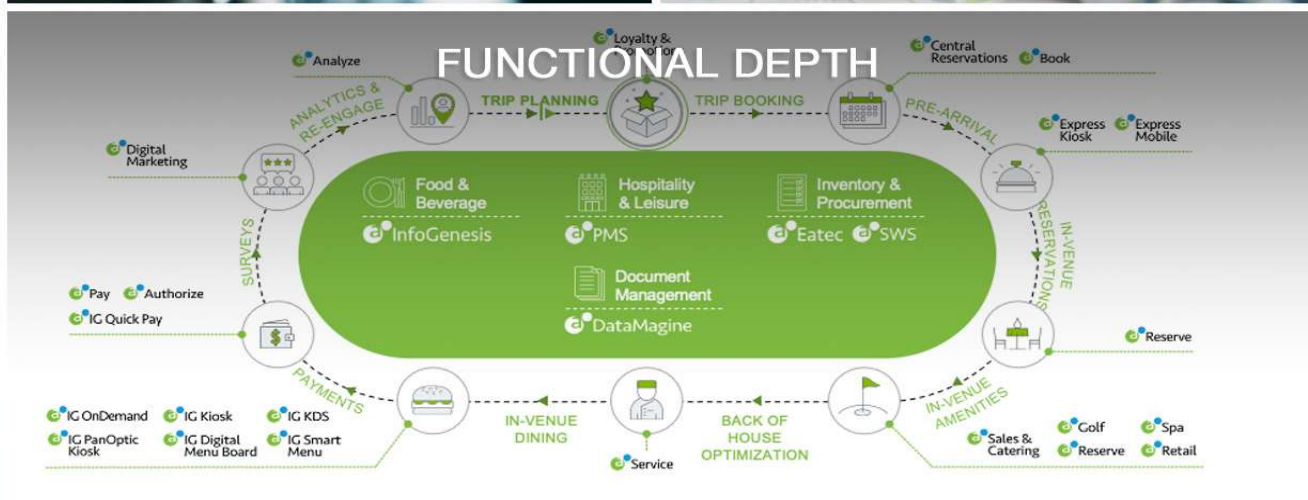 FUNCTIONAL DEPTH
Loyalty &
Promotion
Analyze
Central
Reservations
Book
ANALYTICS &
RE-ENGAGE
TRIP PLANNING
TRIP BOOKING
PRE-ARRIVAL
Express
Kiosk
Express
Mobile
Digital
Marketing
Food &
Beverage
InfoGenesis
Hospitality
& Leisure
PMS
Inventory &
Procurement
Eatec
SWS
Document
Management
DataMagine
SURVEYS
IN-VENUE
RESERVATIONS
Pay
Authorize
IG Quick Pay
Reserve
PAYMENTS
IN-VENUE
DINING
BACK OF
HOUSE
OPTIMIZATION
IN-VENUE
AMENITIES
IG OnDemand
IG Kiosk
IG KDS
IG PanOptic
Kiosk
IG Digital
Menu Board
IG Smart
Menu
Service
Sales &
Catering
Golf
Spa
Reserve
Retail